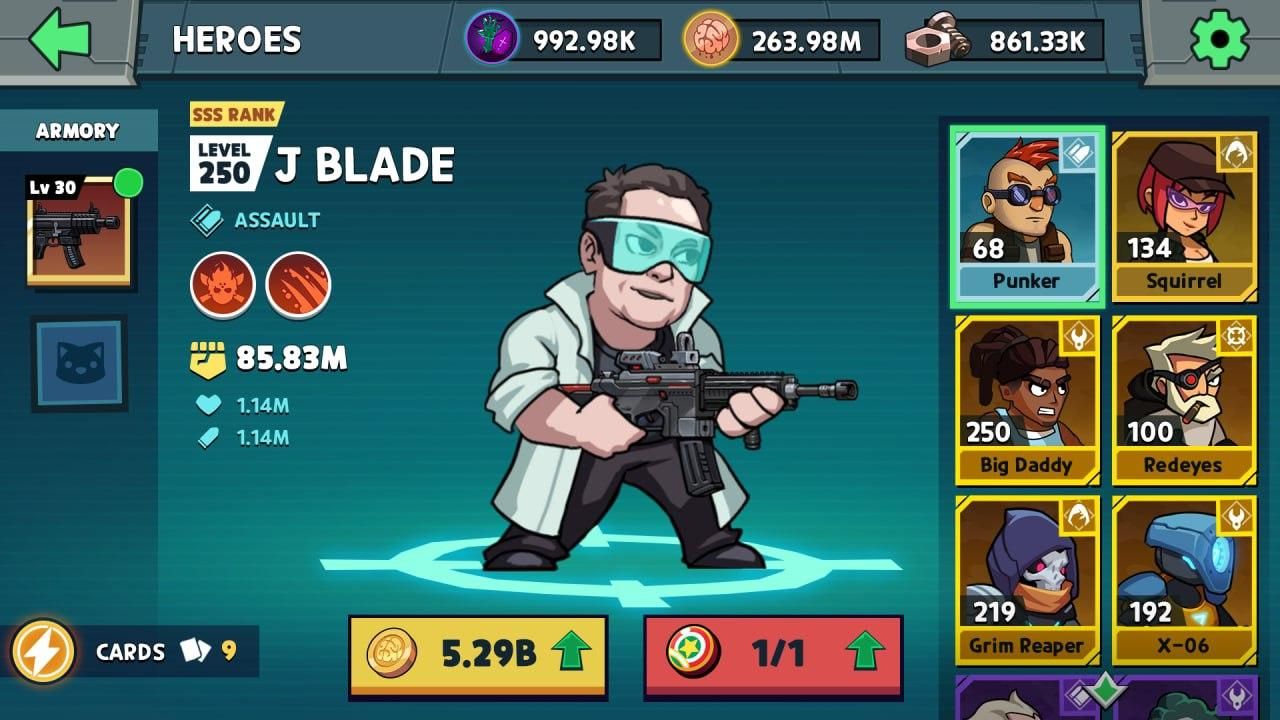 HEROES
992.98K
263.98M
861.33K
ARMORY
Lv 30
SSS RANK
LEVEL
250
J BLADE
ASSAULT
85.83M
1.14M
1.14M
CARDS 9
5.29B
1/1
68
Punker
134
Squirrel
250
Big Daddy
100
Redeyes
219
Grim Reaper
192
X-06